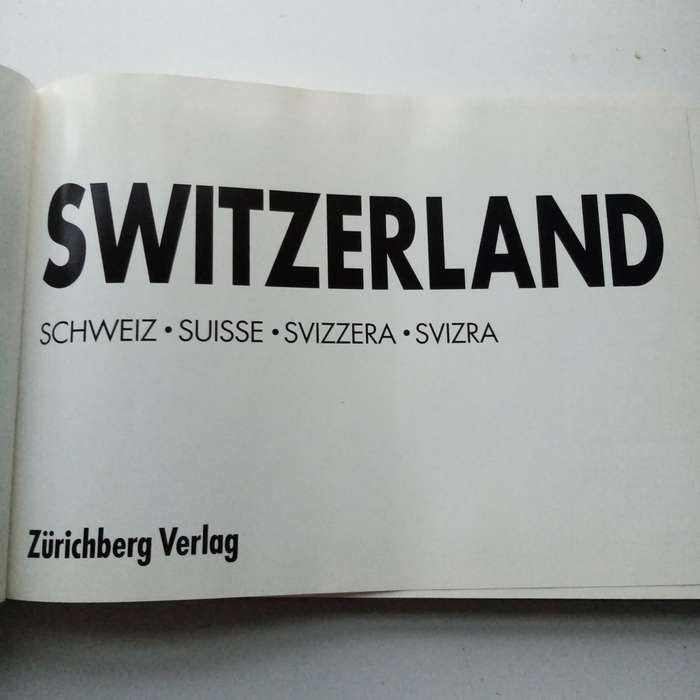 SWITZERLAND
SCHWEIZ • SUISSE • SVIZZERA • SVIZRA
Zürichberg Verlag